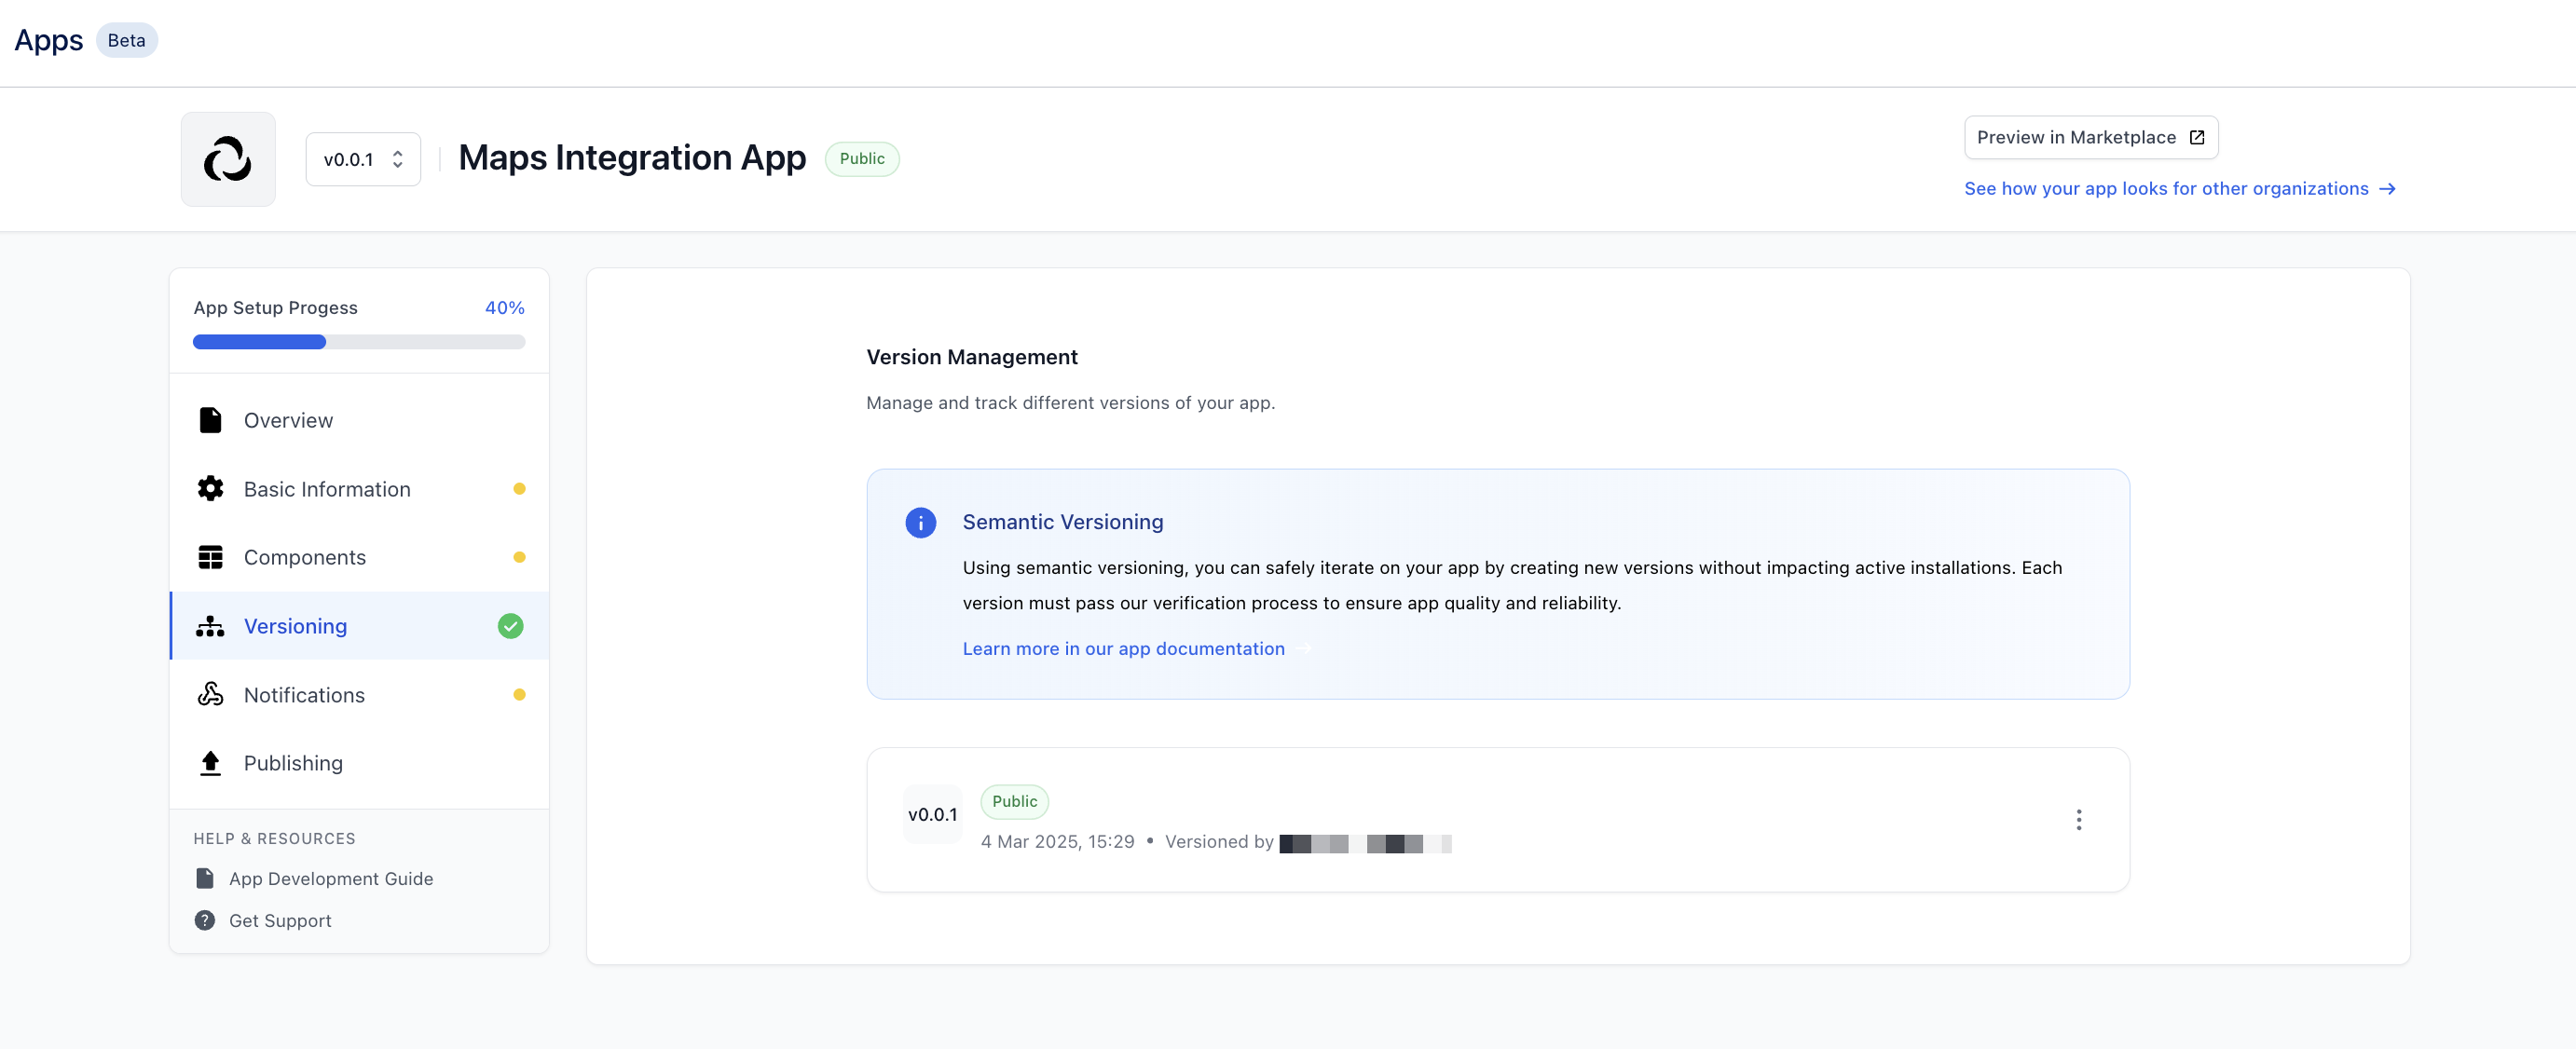 Apps Beta
v0.0.1 Maps Integration App Public
Preview in Marketplace
See how your app looks for other organizations →
App Setup Progess 40%
Overview
Basic Information
Components
Versioning
Notifications
Publishing
HELP & RESOURCES
App Development Guide
Get Support
Version Management
Manage and track different versions of your app.
Semantic Versioning
Using semantic versioning, you can safely iterate on your app by creating new versions without impacting active installations. Each
version must pass our verification process to ensure app quality and reliability.
Learn more in our app documentation →
v0.0.1 Public
4 Mar 2025, 15:29 • Versioned by